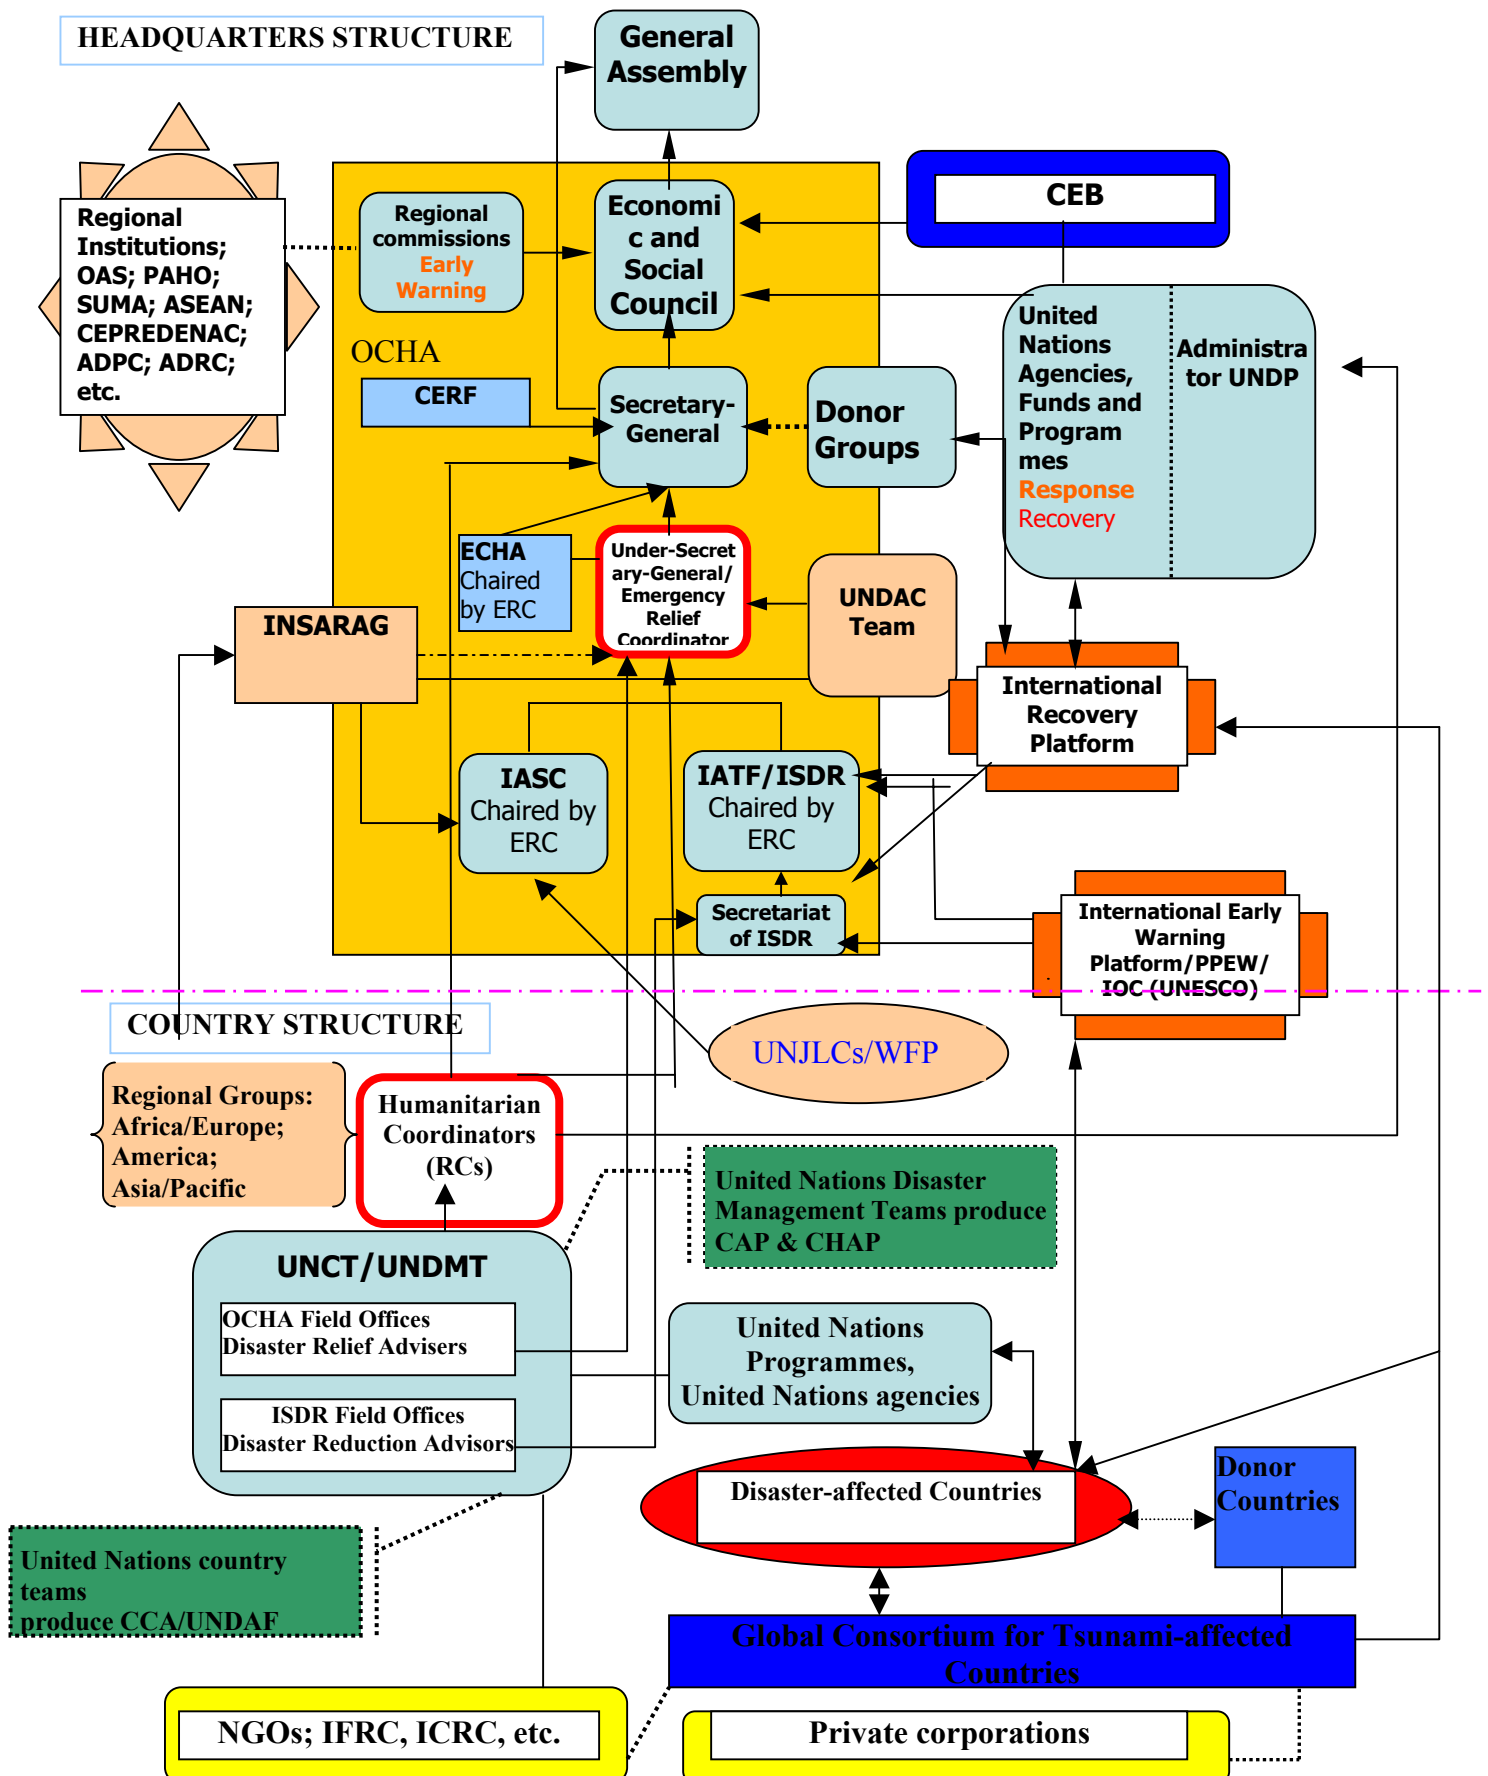 HEADQUARTERS STRUCTURE
General
Assembly
Regional
Institutions;
OAS; PAHO;
SUMA; ASEAN;
CEPREDENAC;
ADPC; ADRC;
etc.
Regional
commissions
Early
Warning
Economi
c and
Social
Council
CEB
OCHA
CERF
Secretary-
General
Donor
Groups
United
Nations
Agencies,
Funds and
Program
mes
Response
Recovery
Administra
tor UNDP
ECHA
Chaired
by ERC
Under-Secret
ary-General/
Emergency
Relief
Coordinator
UNDAC
Team
INSARAG
International
Recovery
Platform
IASC
Chaired by
ERC
IATF/ISDR
Chaired by
ERC
Secretariat
of ISDR
International Early
Warning
Platform/PPEW/
IOC (UNESCO)
COUNTRY STRUCTURE
UNJLCs/WFP
Regional Groups:
Africa/Europe;
America;
Asia/Pacific
Humanitarian
Coordinators
(RCs)
United Nations Disaster
Management Teams produce
CAP & CHAP
UNCT/UNDMT
OCHA Field Offices
Disaster Relief Advisers
ISDR Field Offices
Disaster Reduction Advisors
United Nations
Programmes,
United Nations agencies
Disaster-affected Countries
Donor
Countries
United Nations country
teams
produce CCA/UNDAF
Global Consortium for Tsunami-affected
Countries
NGOs; IFRC, ICRC, etc.
Private corporations